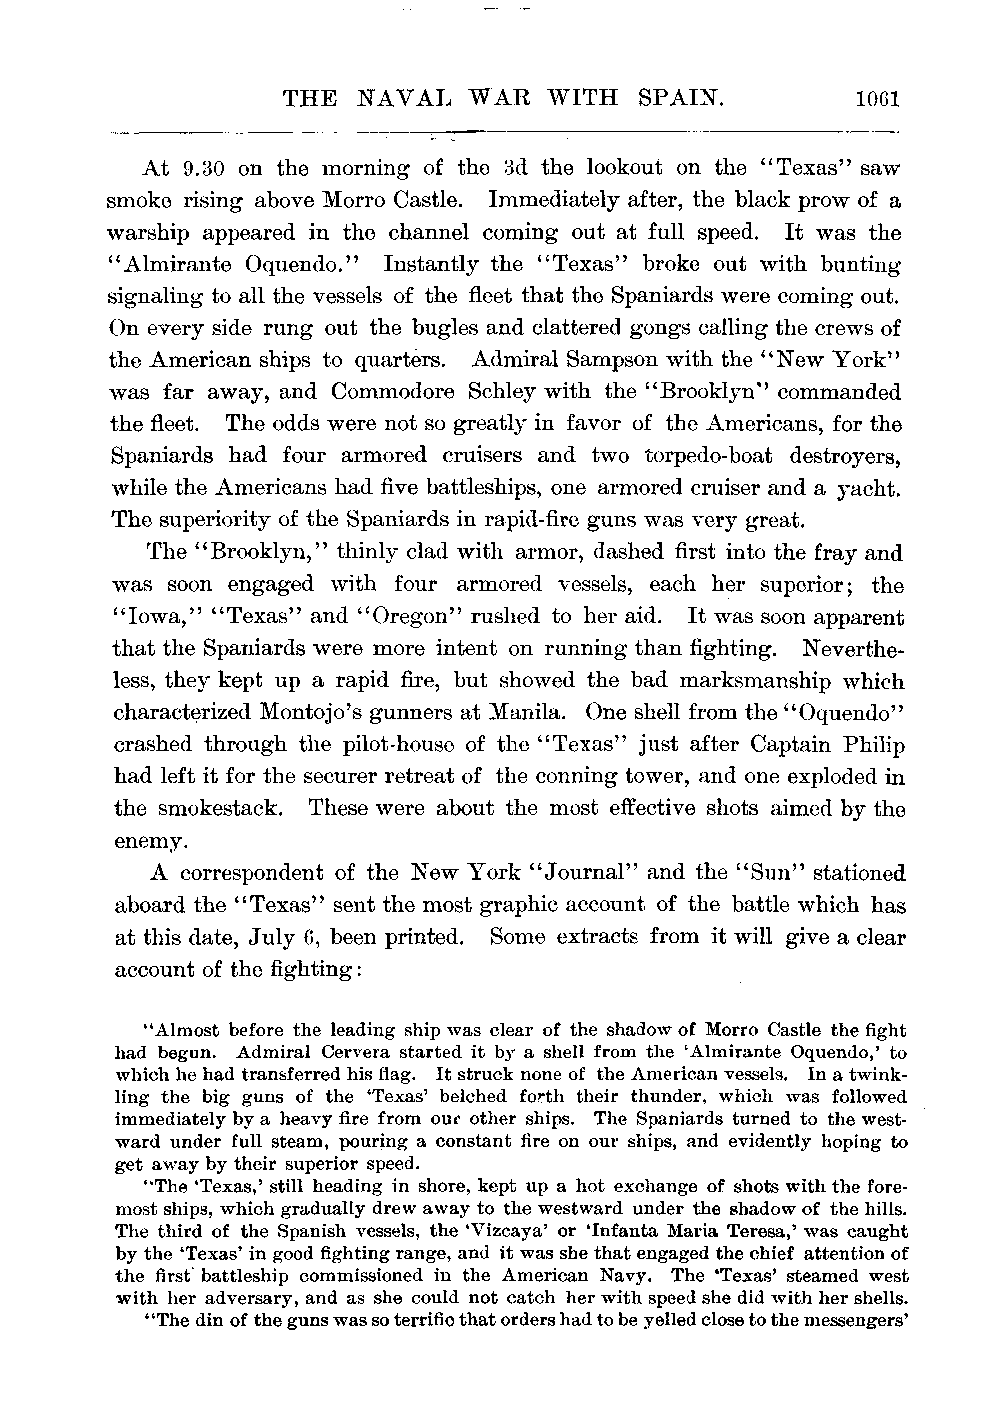 THE NAVAL WAR WITH SPAIN. 1061
At 9.30 on the morning of the 3d the lookout on the "Texas" saw
smoke rising above Morro Castle. Immediately after, the black prow of a
warship appeared in the channel coming out at full speed. It was the
"Almirante Oquendo." Instantly the "Texas" broke out with bunting
signaling to all the vessels of the fleet that the Spaniards were coming out.
On every side rung out the bugles and clattered gongs calling the crews of
the American ships to quarters. Admiral Sampson with the "New York"
was far away, and Commodore Schley with the "Brooklyn" commanded
the fleet. The odds were not so greatly in favor of the Americans, for the
Spaniards had four armored cruisers and two torpedo-boat destroyers,
while the Americans had five battleships, one armored cruiser and a yacht.
The superiority of the Spaniards in rapid-fire guns was very great.
The "Brooklyn," thinly clad with armor, dashed first into the fray and
was soon engaged with four armored vessels, each her superior; the
"Iowa," "Texas" and "Oregon" rushed to her aid. It was soon apparent
that the Spaniards were more intent on running than fighting. Neverthe-
less, they kept up a rapid fire, but showed the bad marksmanship which
characterized Montojo's gunners at Manila. One shell from the "Oquendo"
crashed through the pilot-house of the "Texas" just after Captain Philip
had left it for the securer retreat of the conning tower, and one exploded in
the smokestack. These were about the most effective shots aimed by the
enemy.
A correspondent of the New York "Journal" and the "Sun" stationed
aboard the "Texas" sent the most graphic account of the battle which has
at this date, July 6, been printed. Some extracts from it will give a clear
account of the fighting:
"Almost before the leading ship was clear of the shadow of Morro Castle the fight
had begun. Admiral Cervera started it by a shell from the 'Almirante Oquendo,' to
which he had transferred his flag. It struck none of the American vessels. In a twink-
ling the big guns of the 'Texas' belched forth their thunder, which was followed
immediately by a heavy fire from our other ships. The Spaniards turned to the west-
ward under full steam, pouring a constant fire on our ships, and evidently hoping to
get away by their superior speed.
"The 'Texas,' still heading in shore, kept up a hot exchange of shots with the fore-
most ships, which gradually drew away to the westward under the shadow of the hills.
The third of the Spanish vessels, the 'Vizcaya' or 'Infanta Maria Teresa,' was caught
by the 'Texas' in good fighting range, and it was she that engaged the chief attention of
the first battleship commissioned in the American Navy. The 'Texas' steamed west
with her adversary, and as she could not catch her with speed she did with her shells.
"The din of the guns was so terrific that orders had to be yelled close to the messengers'